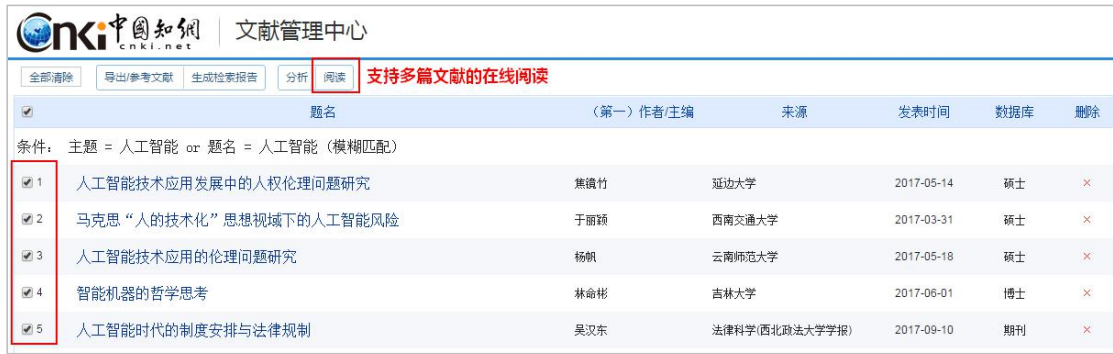 Cnki 中國知網 文献管理中心
cnki.net
全部清除 导出/参考文献 生成检索报告 分析 阅读 支持多篇文献的在线阅读
题名 （第一）作者/主编 来源 发表时间 数据库 删除
条件: 主题 = 人工智能 or 题名 = 人工智能 (模糊匹配)
1 人工智能技术应用发展中的人权伦理问题研究 焦镜竹 延边大学 2017-05-14 硕士 ×
2 马克思“人的技术化”思想视域下的人工智能风险 于丽颖 西南交通大学 2017-03-31 硕士 ×
3 人工智能技术应用的伦理问题研究 杨帆 云南师范大学 2017-05-18 硕士 ×
4 智能机器的哲学思考 林命彬 吉林大学 2017-06-01 博士 ×
5 人工智能时代的制度安排与法律规制 吴汉东 法律科学(西北政法大学学报) 2017-09-10 期刊 ×